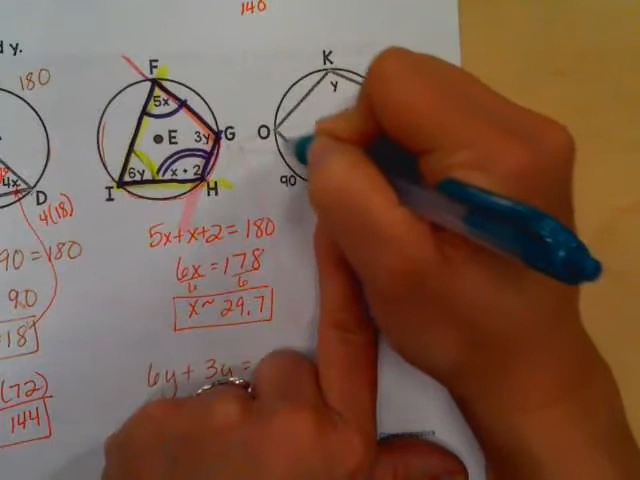 140
d y.
180
F
5x
E
3y
G
6y
x + 2
I
H
K
y
O
90
4x
D
4(18)
90 = 180
90
18
(72)
144
5x+x+2 = 180
6x = 178
6 6
x ~ 29.7
6y + 3y =